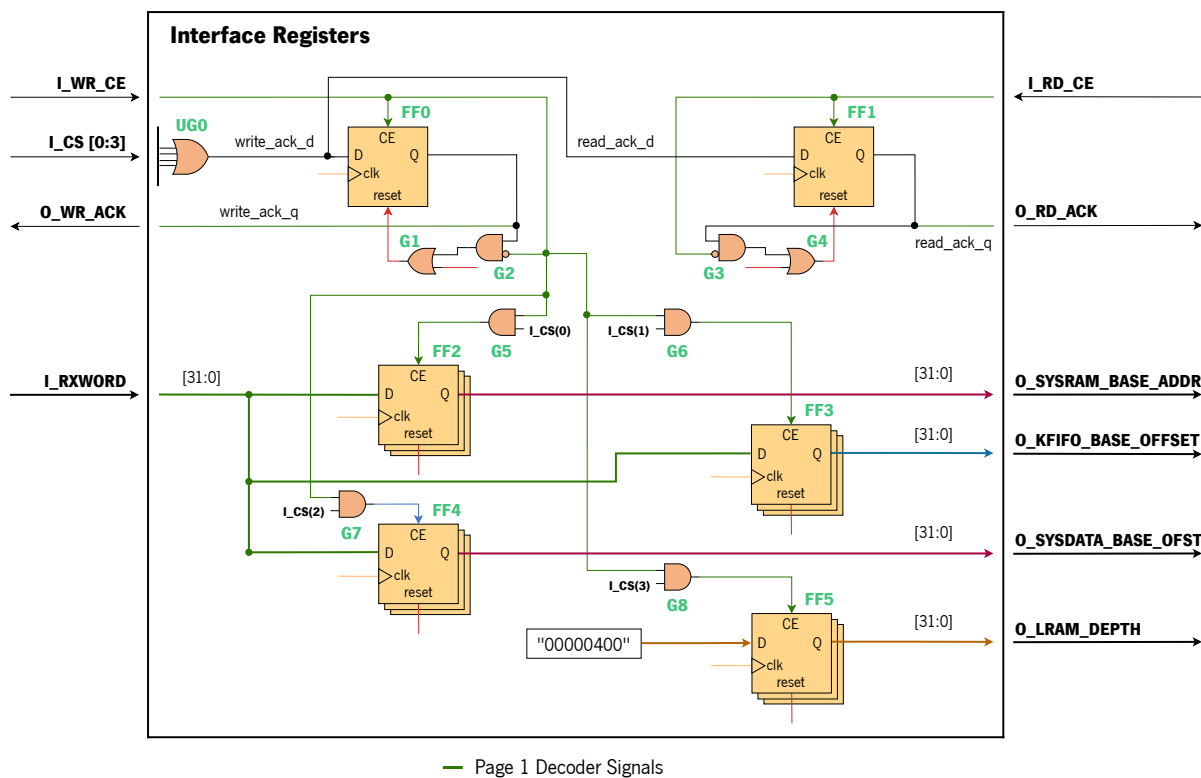 Interface Registers
I_WR_CE
I_RD_CE
FF0
FF1
CE
CE
UG0
I_CS [0:3]
write_ack_d
read_ack_d
D
Q
D
Q
clk
clk
reset
reset
O_WR_ACK
write_ack_q
O_RD_ACK
read_ack_q
G1
G2
G3
G4
I_CS(0)
G5
I_CS(1)
G6
FF2
I_RXWORD
[31:0]
CE
D
Q
clk
reset
[31:0]
O_SYSRAM_BASE_ADDR
FF3
CE
D
Q
clk
reset
[31:0]
O_KFIFO_BASE_OFFSET
I_CS(2)
G7
FF4
CE
D
Q
clk
reset
[31:0]
O_SYSDATA_BASE_OFST
I_CS(3)
G8
FF5
CE
"00000400"
D
Q
clk
reset
[31:0]
O_LRAM_DEPTH
Page 1 Decoder Signals